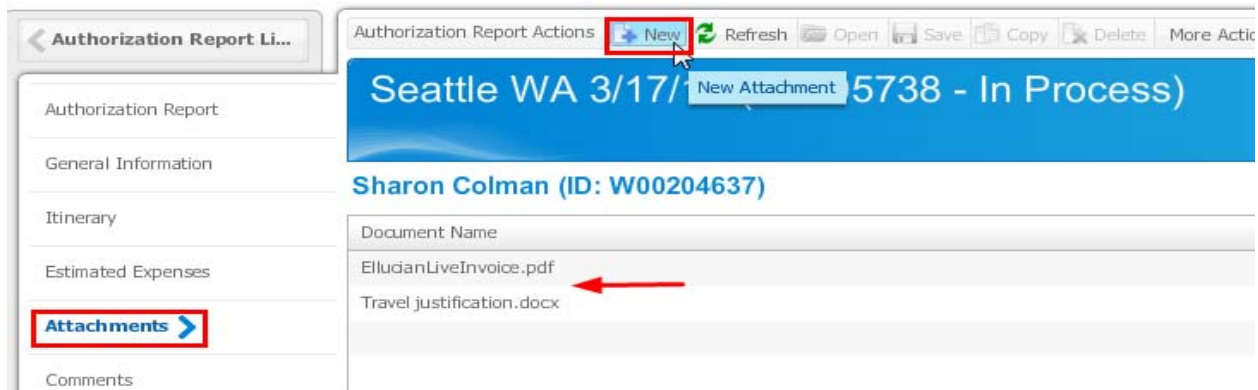 Authorization Report Li...
Authorization Report Actions New Refresh Open Save Copy Delete More Actio
New Attachment
Seattle WA 3/17/ 5738 - In Process)
Sharon Colman (ID: W00204637)
Authorization Report
General Information
Itinerary
Estimated Expenses
Attachments
Comments
Document Name
EllucianLiveInvoice.pdf
Travel justification.docx